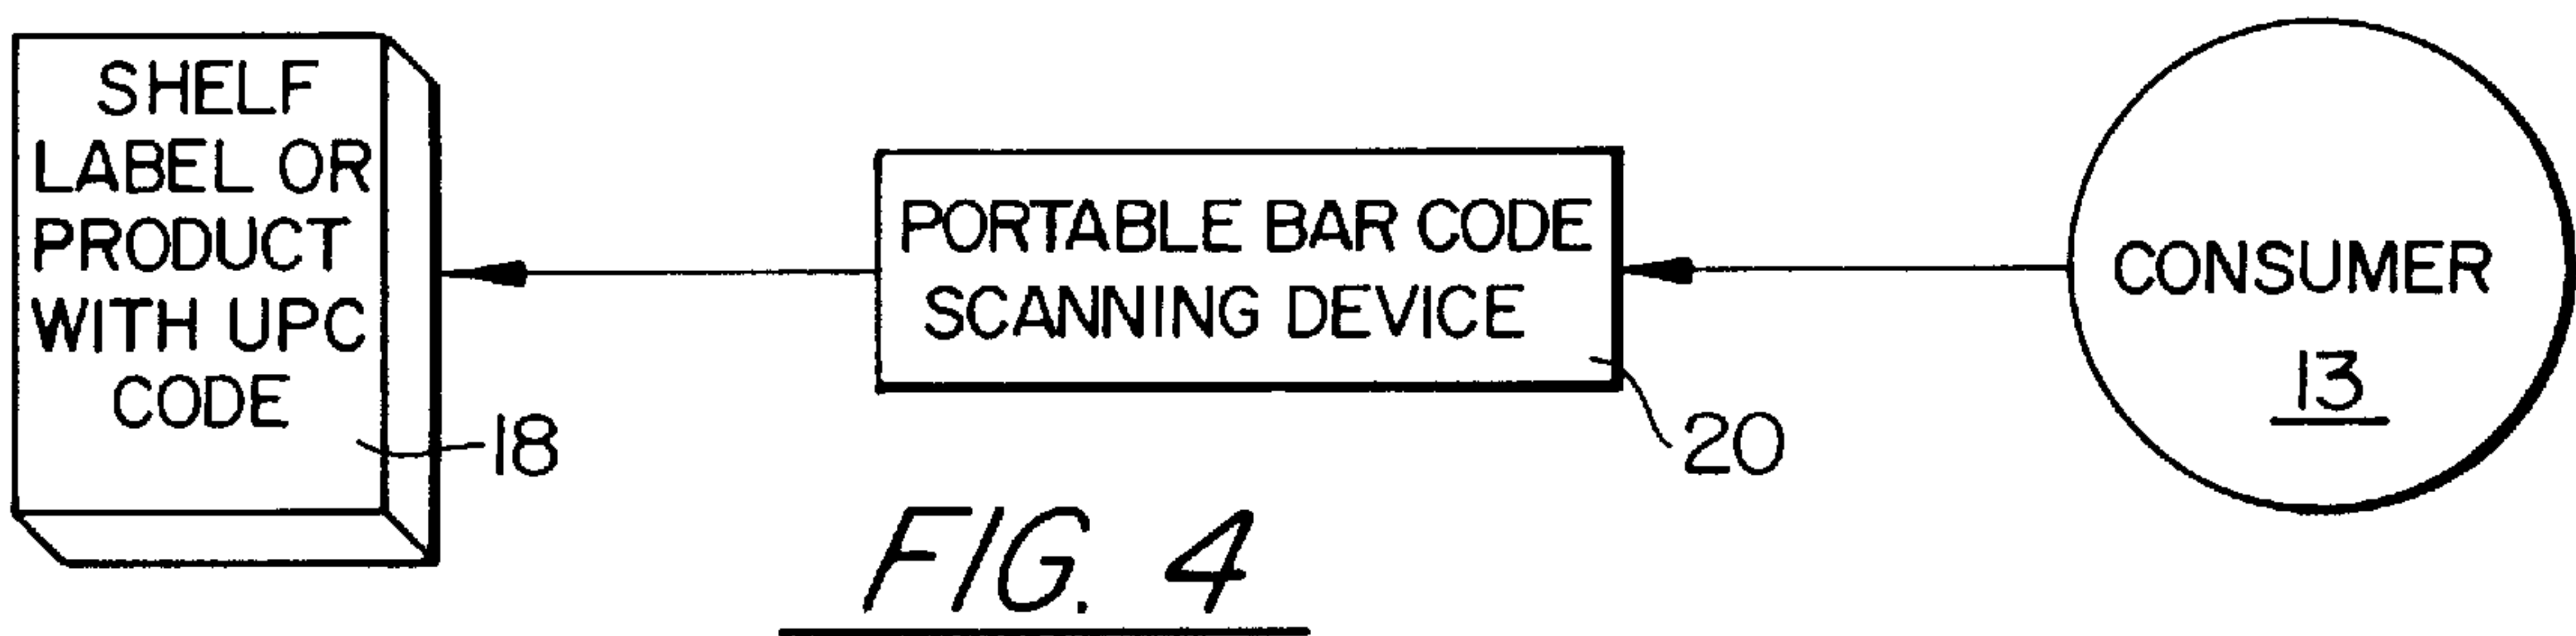 SHELF
LABEL OR
PRODUCT
WITH UPC
CODE
18
PORTABLE BAR CODE
SCANNING DEVICE
20
CONSUMER
13
FIG. 4